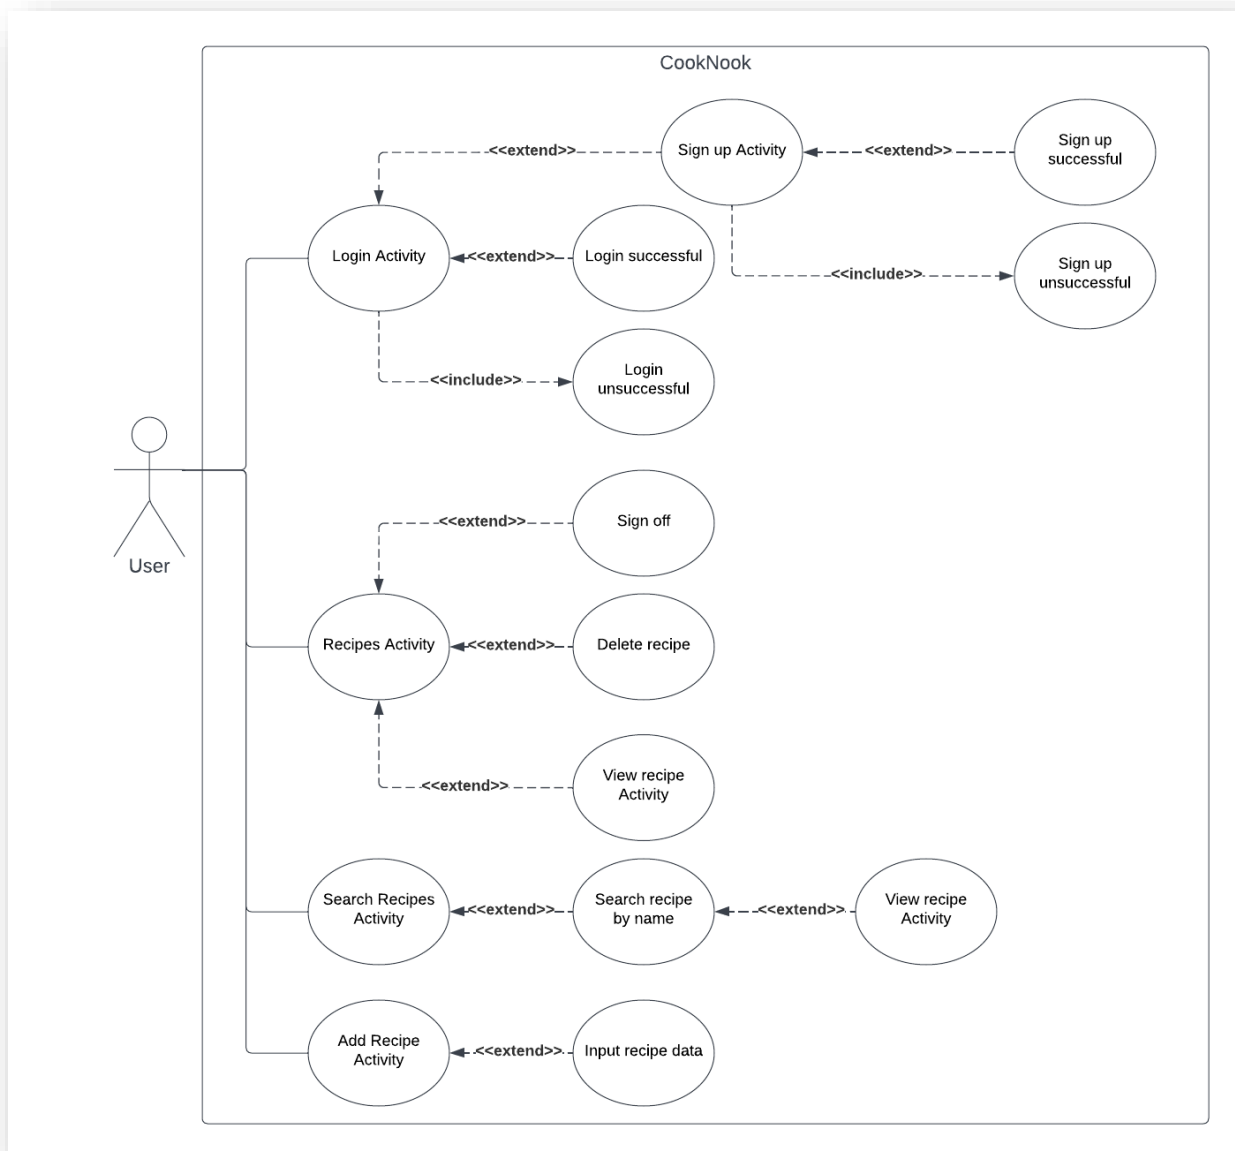 CookNook
<<extend>>
Sign up Activity
<<extend>>
Sign up
successful
Login Activity
<<extend>>
Login successful
<<include>>
Sign up
unsuccessful
<<include>>
Login
unsuccessful
User
<<extend>>
Sign off
Recipes Activity
<<extend>>
Delete recipe
<<extend>>
View recipe
Activity
Search Recipes
Activity
<<extend>>
Search recipe
by name
<<extend>>
View recipe
Activity
Add Recipe
Activity
<<extend>>
Input recipe data